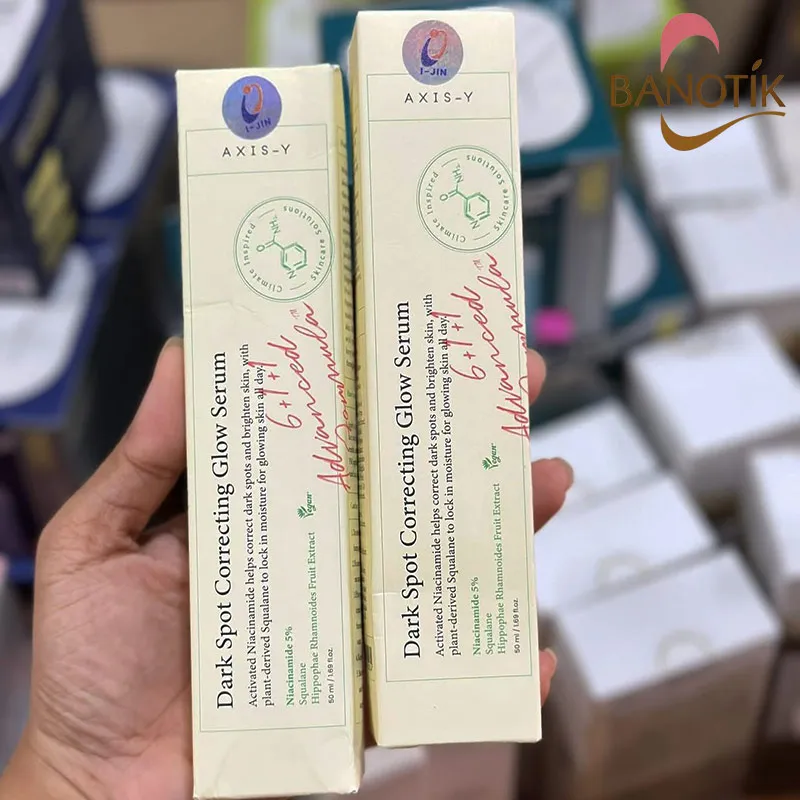 BANOTÍK
I-JIN
AXIS-Y
Climate Inspired
Skincare Solutions
NH₂
O
N
6+1+1
Advanced
Formula
Dark Spot Correcting Glow Serum
Activated Niacinamide helps correct dark spots and brighten skin, with
plant-derived Squalane to lock in moisture for glowing skin all day.
Niacinamide 5%
Squalane
Hippophae Rhamnoides Fruit Extract
Vegan
50 ml / 1.69 fl.oz.
I-JIN
AXIS-Y
Climate Inspired
Skincare Solutions
NH₂
O
N
6+1+1
Advanced
Formula
TM
Dark Spot Correcting Glow Serum
Activated Niacinamide helps correct dark spots and brighten skin, with
plant-derived Squalane to lock in moisture for glowing skin all day.
Niacinamide 5%
Squalane
Hippophae Rhamnoides Fruit Extract
Vegan
50 ml / 1.69 fl.oz.